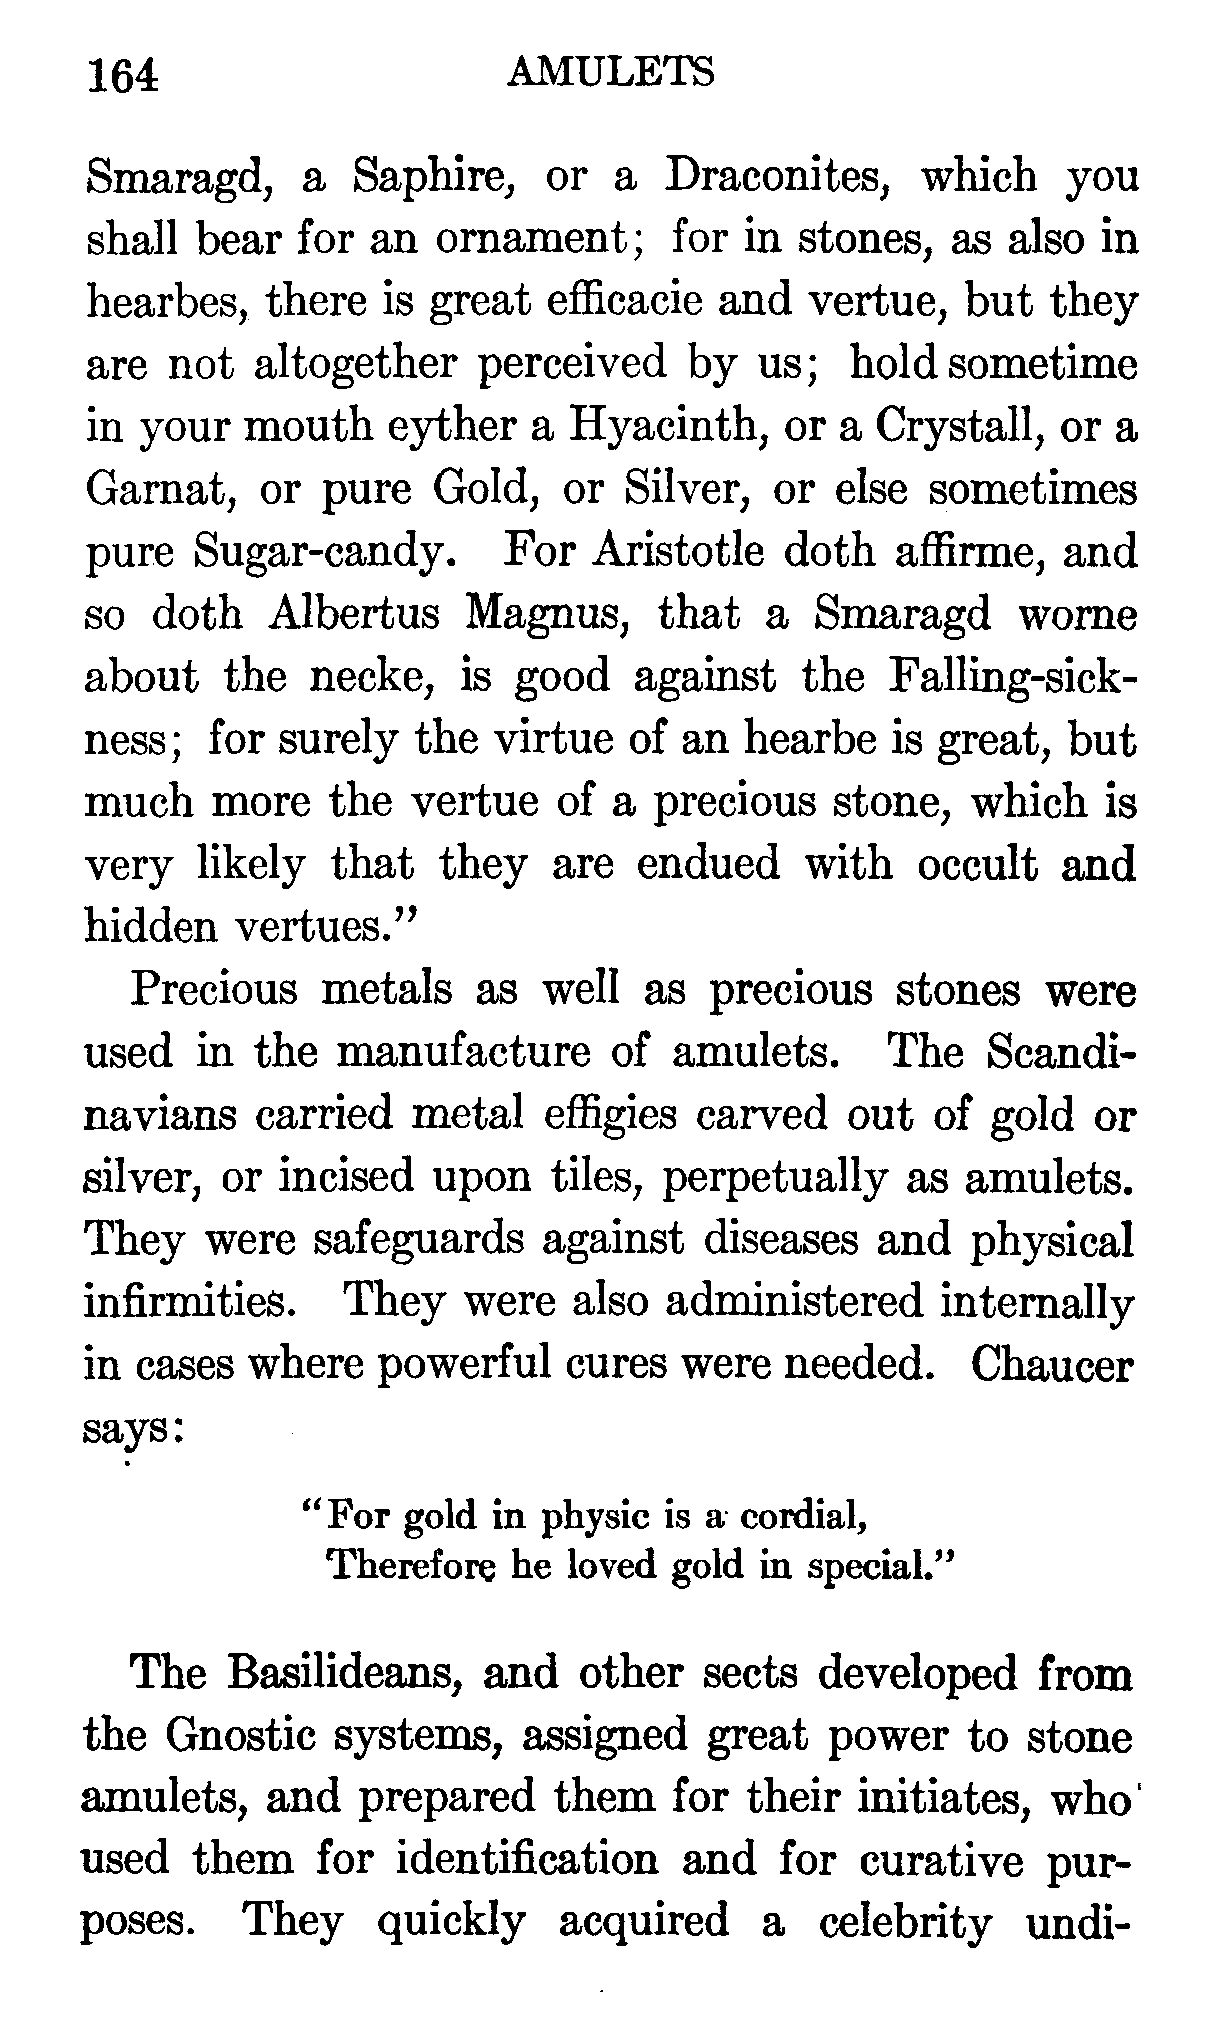 164 AMULETS
Smaragd, a Saphire, or a Draconites, which you
shall bear for an ornament; for in stones, as also in
hearbes, there is great efficacie and vertue, but they
are not altogether perceived by us; hold sometime
in your mouth eyther a Hyacinth, or a Crystall, or a
Garnat, or pure Gold, or Silver, or else sometimes
pure Sugar-candy. For Aristotle doth affirme, and
so doth Albertus Magnus, that a Smaragd worne
about the necke, is good against the Falling-sick-
ness; for surely the virtue of an hearbe is great, but
much more the vertue of a precious stone, which is
very likely that they are endued with occult and
hidden vertues."
Precious metals as well as precious stones were
used in the manufacture of amulets. The Scandi-
navians carried metal effigies carved out of gold or
silver, or incised upon tiles, perpetually as amulets.
They were safeguards against diseases and physical
infirmities. They were also administered internally
in cases where powerful cures were needed. Chaucer
says:
"For gold in physic is a cordial,
Therefore he loved gold in special."
The Basilideans, and other sects developed from
the Gnostic systems, assigned great power to stone
amulets, and prepared them for their initiates, who
used them for identification and for curative pur-
poses. They quickly acquired a celebrity undi-